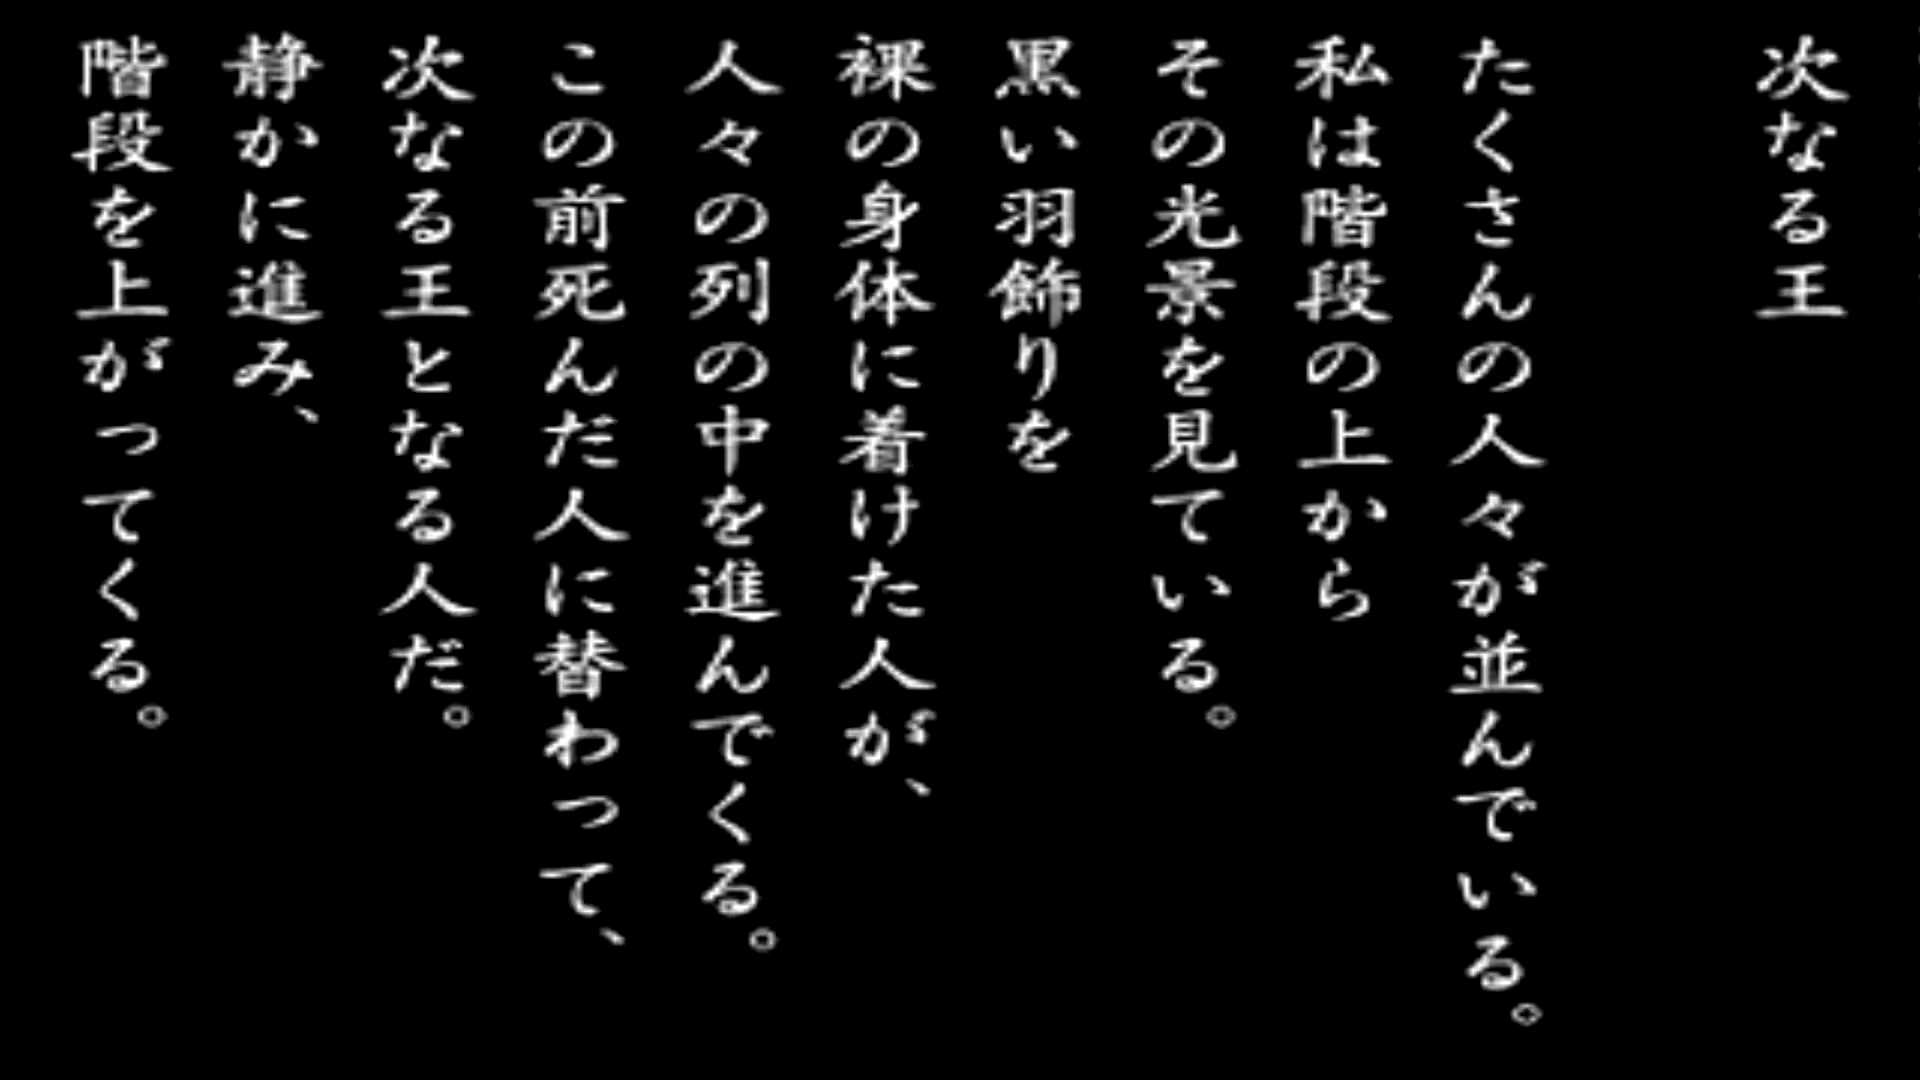 次なる王
たくさんの人々が並んでいる。
私は階段の上から
その光景を見ている。
黒い羽飾りを
裸の身体に着けた人が、
人々の列の中を進んでくる。
この前死んだ人に替わって、
次なる王となる人だ。
静かに進み、
階段を上がってくる。